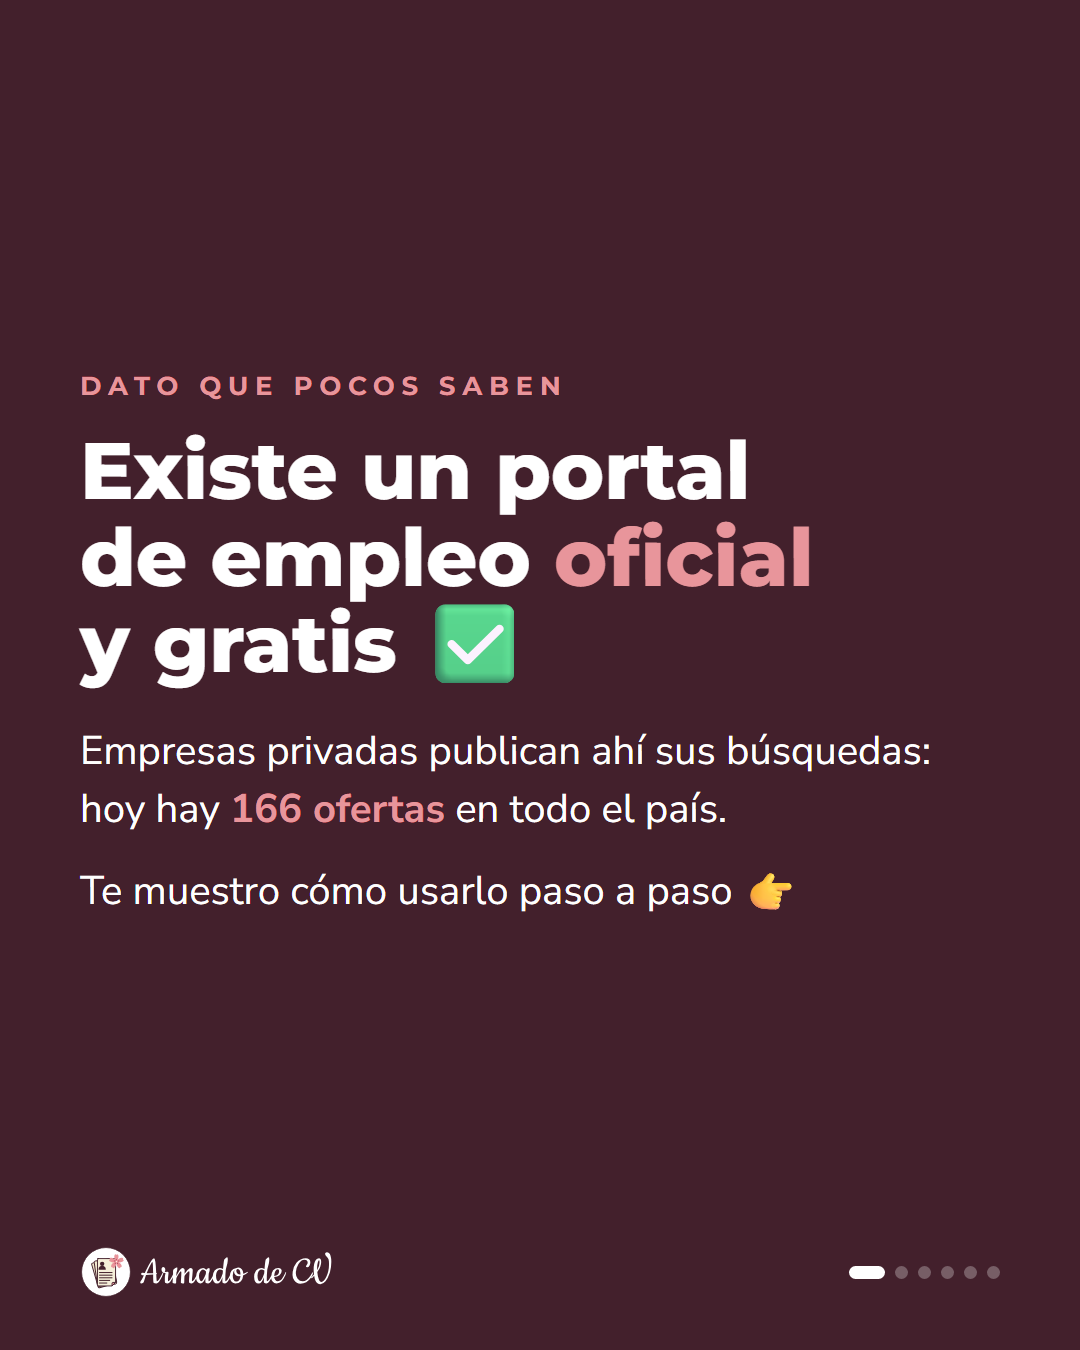 DATO QUE POCOS SABEN
Existe un portal
de empleo oficial
y gratis ✅
Empresas privadas publican ahí sus búsquedas:
hoy hay 166 ofertas en todo el país.
Te muestro cómo usarlo paso a paso 👉
Armado de CV